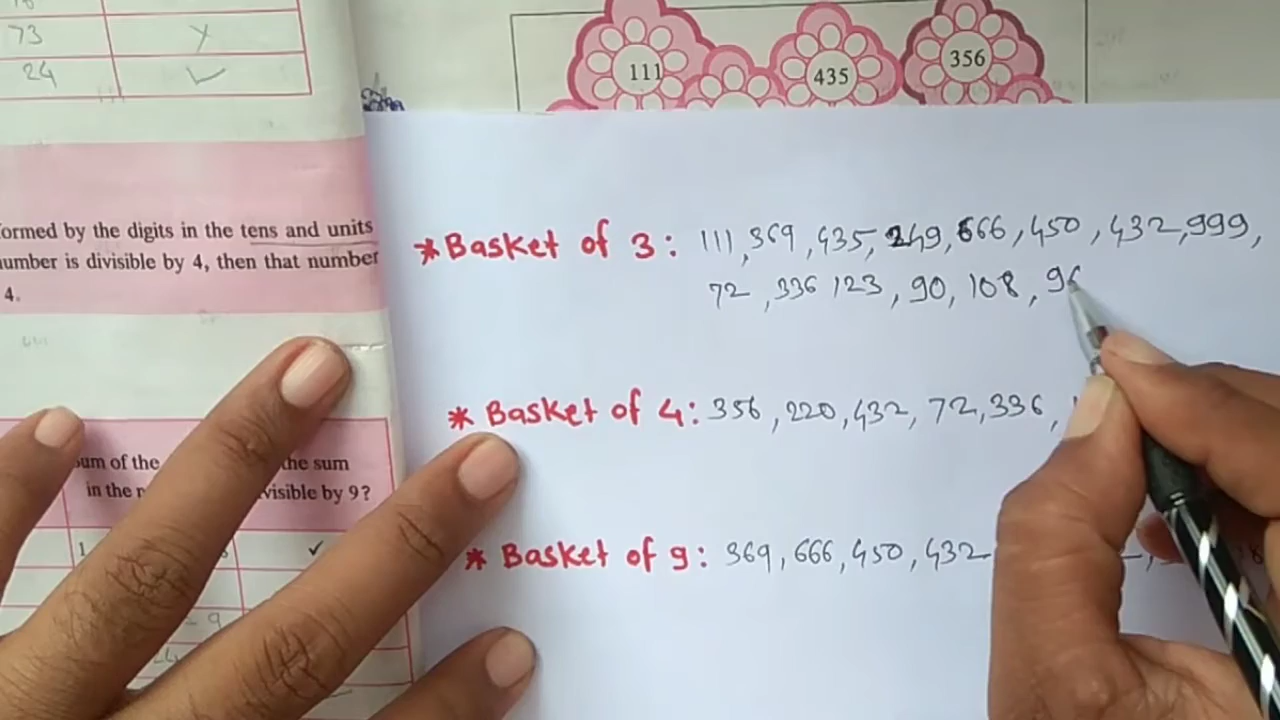 73
24
111
435
356
formed by the digits in the tens and units
number is divisible by 4, then that number
4.
*Basket of 3: 111,369,435,249,666,450,432,999,
72,336 123,90,108,96
*Basket of 4: 356,220,432,72,336,
*Basket of 9: 369,666,450,432
sum of the
in the
the sum
divisible by 9?
1